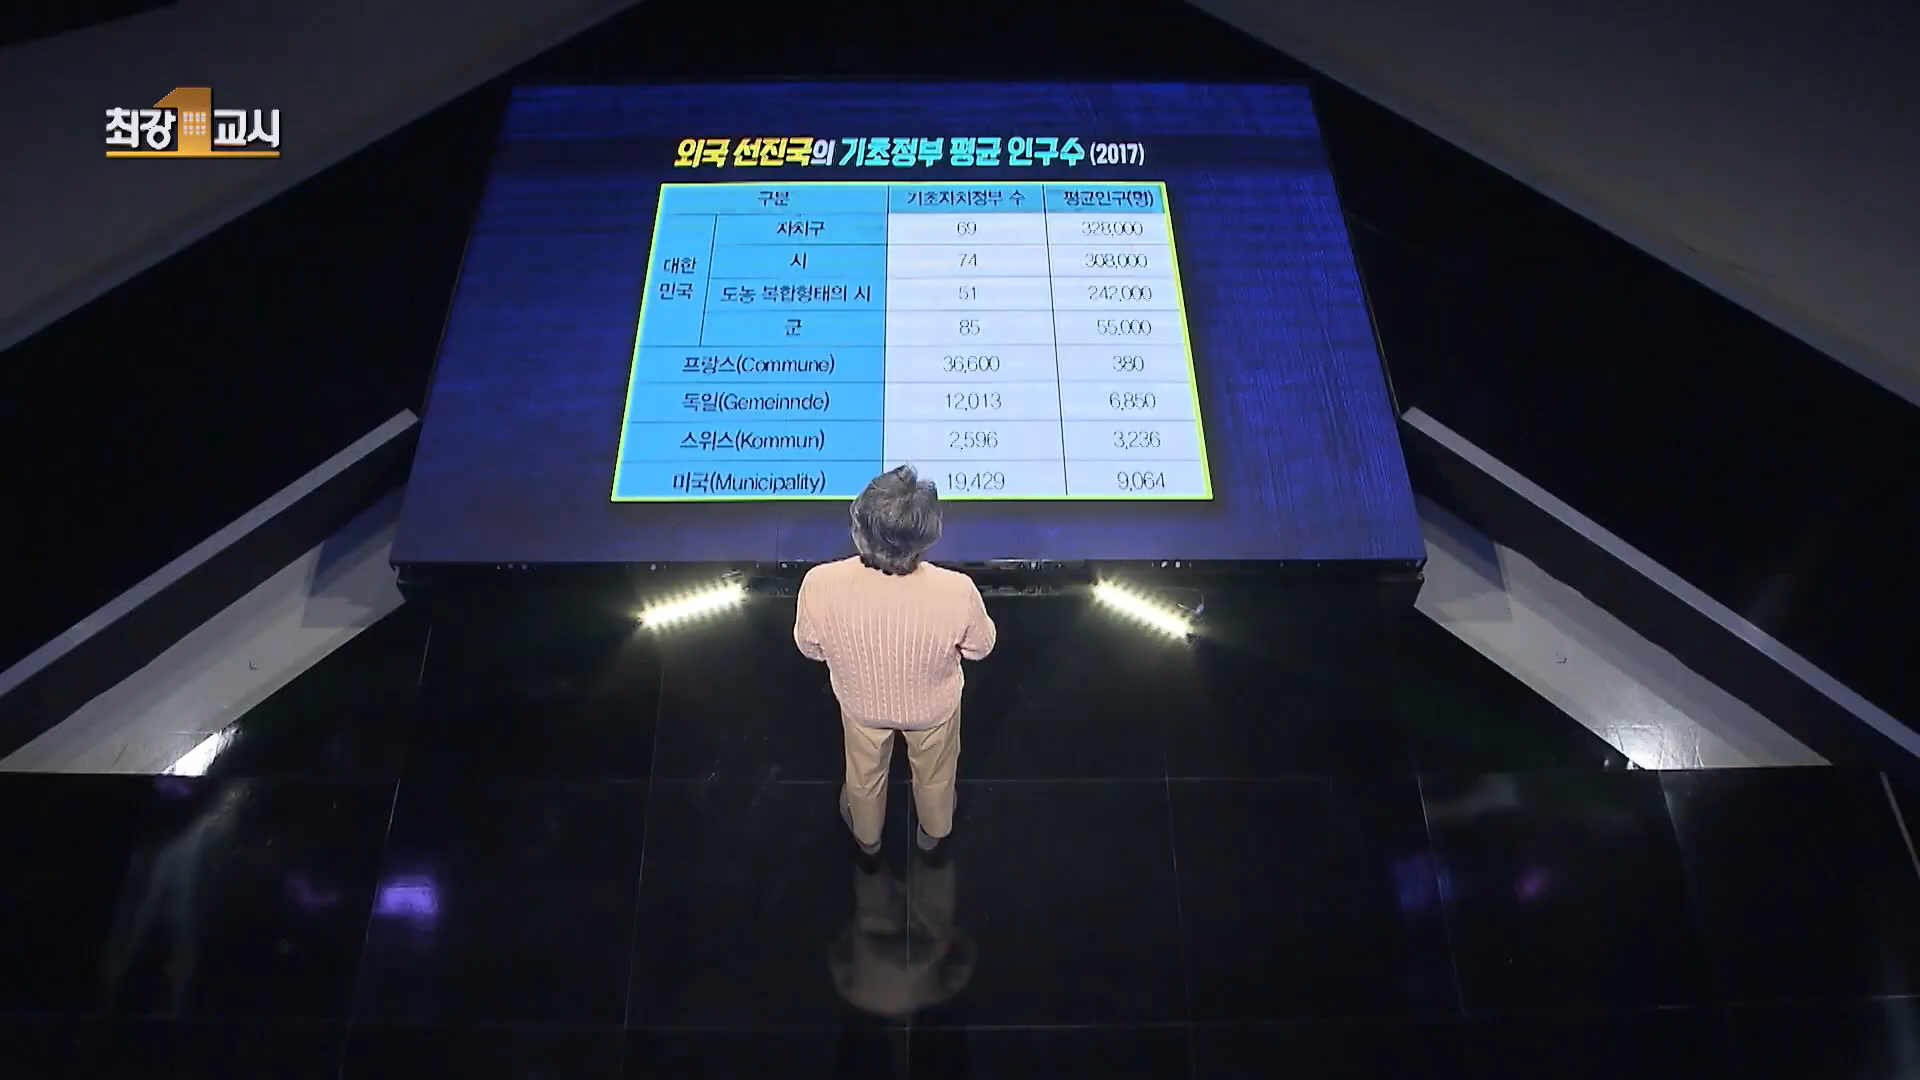 최강1교시
외국 선진국의 기초정부 평균 인구수 (2017)
구분 기초자치정부 수 평균인구(명)
대한민국 자치구 69 328,000
시 74 308,000
도농 복합형태의 시 51 242,000
군 85 55,000
프랑스(Commune) 36,600 380
독일(Gemeinnde) 12,013 6,850
스위스(Kommun) 2,596 3,236
미국(Municipality) 19,429 9,064